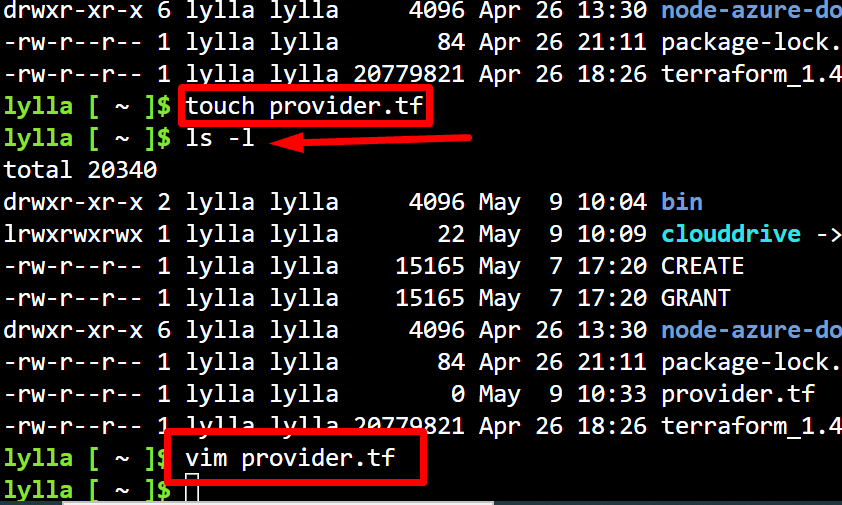 drwxr-xr-x 6 lylla lylla     4096 Apr 26 13:30 node-azure-do
-rw-r--r-- 1 lylla lylla       84 Apr 26 21:11 package-lock.
-rw-r--r-- 1 lylla lylla 20779821 Apr 26 18:26 terraform_1.4
lylla [ ~ ]$ touch provider.tf
lylla [ ~ ]$ ls -l
total 20340
drwxr-xr-x 2 lylla lylla     4096 May  9 10:04 bin
lrwxrwxrwx 1 lylla lylla       22 May  9 10:09 clouddrive ->
-rw-r--r-- 1 lylla lylla    15165 May  7 17:20 CREATE
-rw-r--r-- 1 lylla lylla    15165 May  7 17:20 GRANT
drwxr-xr-x 6 lylla lylla     4096 Apr 26 13:30 node-azure-do
-rw-r--r-- 1 lylla lylla       84 Apr 26 21:11 package-lock.
-rw-r--r-- 1 lylla lylla        0 May  9 10:33 provider.tf
-rw-r--r-- 1 lylla lylla 20779821 Apr 26 18:26 terraform_1.4
lylla [ ~ ]$ vim provider.tf
lylla [ ~ ]$